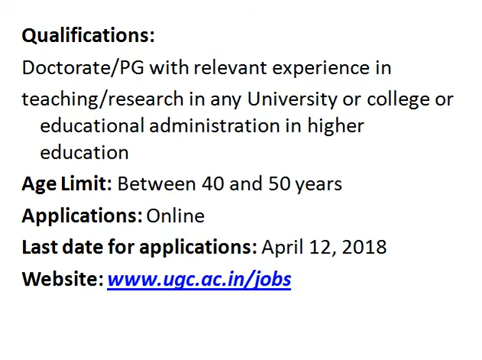 Qualifications:
Doctorate/PG with relevant experience in
teaching/research in any University or college or
educational administration in higher
education
Age Limit: Between 40 and 50 years
Applications: Online
Last date for applications: April 12, 2018
Website: www.ugc.ac.in/jobs